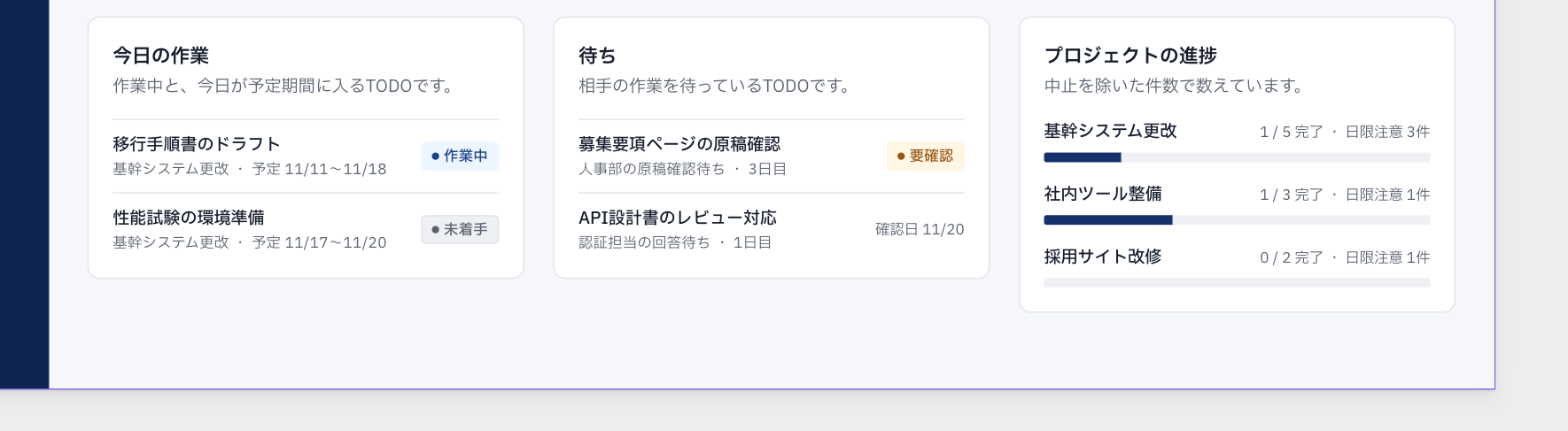 今日の作業
作業中と、今日が予定期間に入るTODOです。
移行手順書のドラフト
基幹システム更改 ・ 予定 11/11〜11/18
作業中
性能試験の環境準備
基幹システム更改 ・ 予定 11/17〜11/20
未着手
待ち
相手の作業を待っているTODOです。
募集要項ページの原稿確認
人事部の原稿確認待ち ・ 3日目
要確認
API設計書のレビュー対応
認証担当の回答待ち ・ 1日目
確認日 11/20
プロジェクトの進捗
中止を除いた件数で数えています。
基幹システム更改
1 / 5 完了 ・ 日限注意 3件
社内ツール整備
1 / 3 完了 ・ 日限注意 1件
採用サイト改修
0 / 2 完了 ・ 日限注意 1件